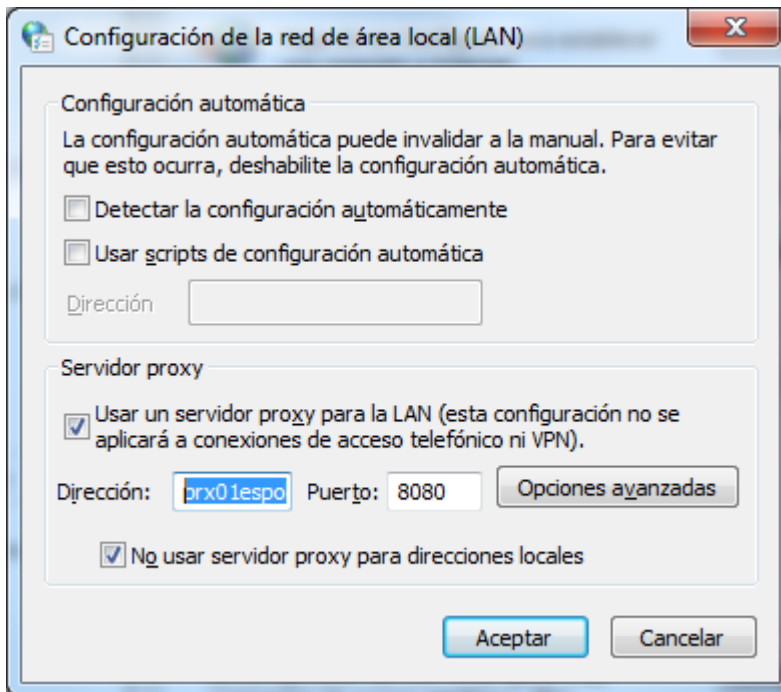 Configuración de la red de área local (LAN)
Configuración automática
La configuración automática puede invalidar a la manual. Para evitar
que esto ocurra, deshabilite la configuración automática.
Detectar la configuración automáticamente
Usar scripts de configuración automática
Dirección
Servidor proxy
Usar un servidor proxy para la LAN (esta configuración no se
aplicará a conexiones de acceso telefónico ni VPN).
Dirección: prx01espo Puerto: 8080 Opciones avanzadas
No usar servidor proxy para direcciones locales
Aceptar Cancelar